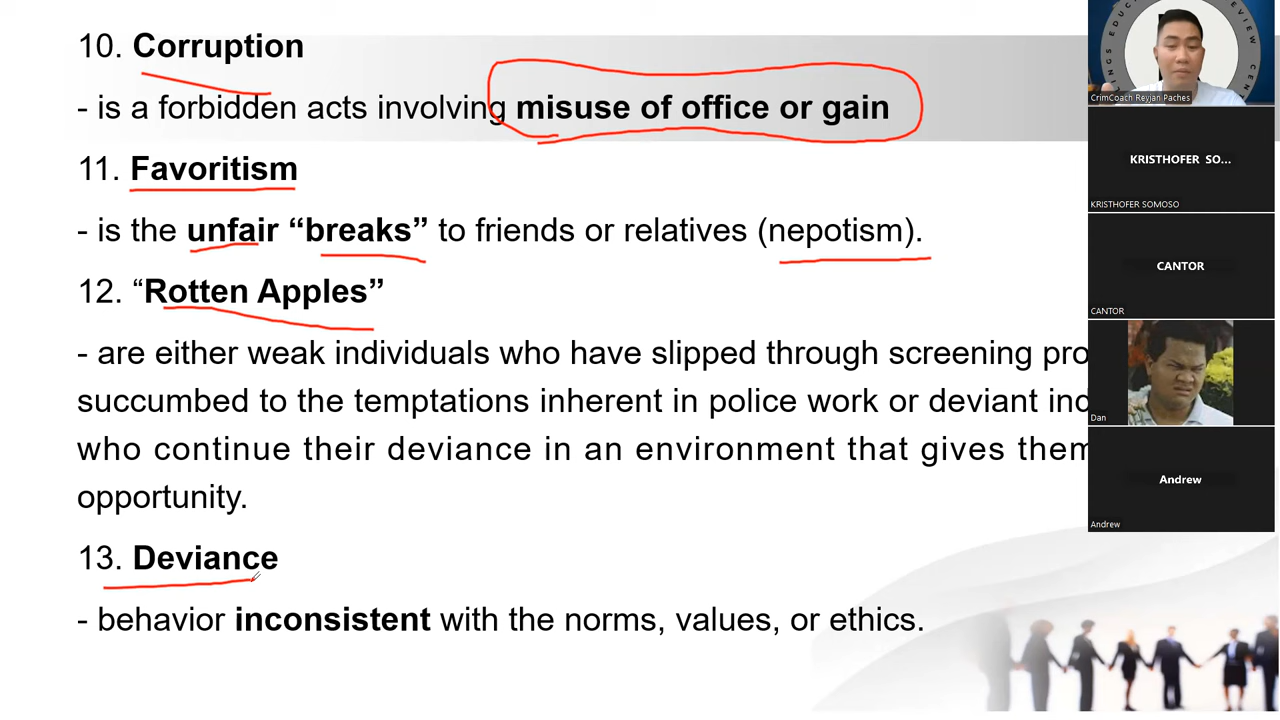 10. Corruption
- is a forbidden acts involving misuse of office or gain
11. Favoritism
- is the unfair “breaks” to friends or relatives (nepotism).
12. “Rotten Apples”
- are either weak individuals who have slipped through screening
succumbed to the temptations inherent in police work or deviant
who continue their deviance in an environment that gives them
opportunity.
13. Deviance
- behavior inconsistent with the norms, values, or ethics.
CrimCoach Reyjan Paches
KRISTHOFER SO...
KRISTHOFER SOMOSO
CANTOR
CANTOR
Dan
Andrew
Andrew